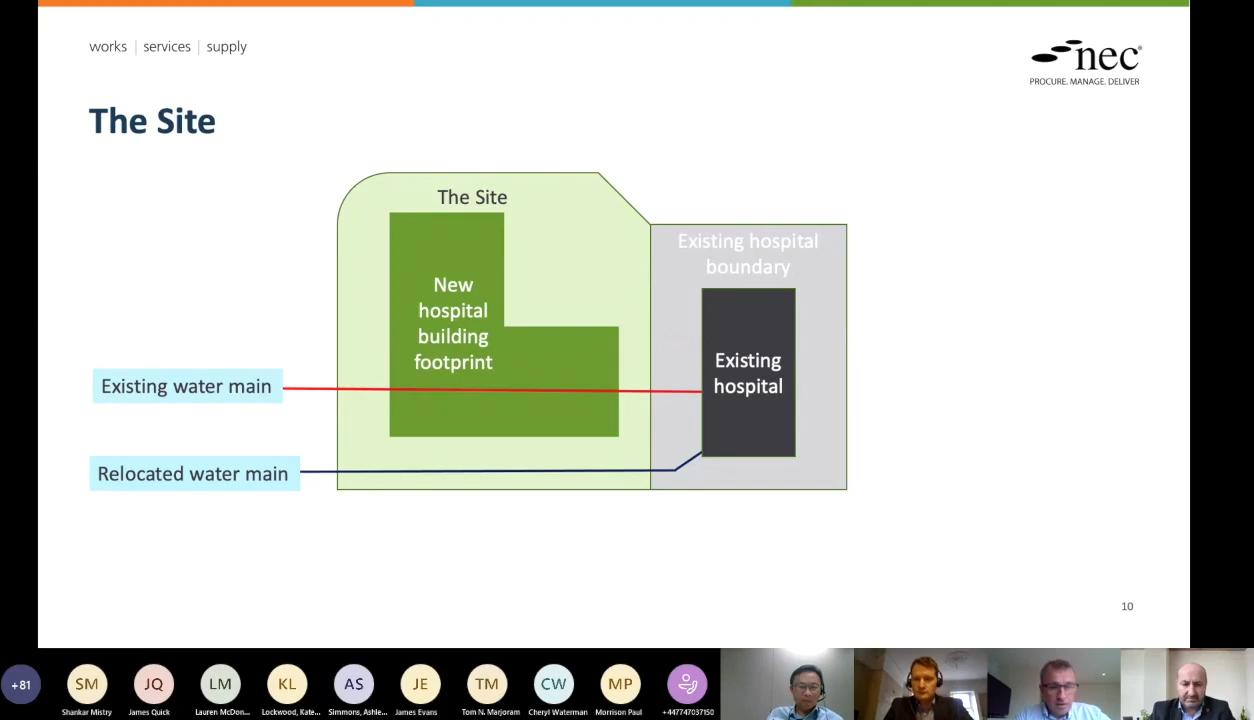 works | services | supply
nec®
PROCURE. MANAGE. DELIVER
The Site
The Site
New
hospital
building
footprint
Existing hospital
boundary
Existing
hospital
Existing water main
Relocated water main
10
+81
SM
Shankar Mistry
JQ
James Quick
LM
Lauren McDon...
KL
Lockwood, Kate...
AS
Simmons, Ashle...
JE
James Evans
TM
Tom N. Marjoram
CW
Cheryl Waterman
MP
Morrison Paul
+447747037150